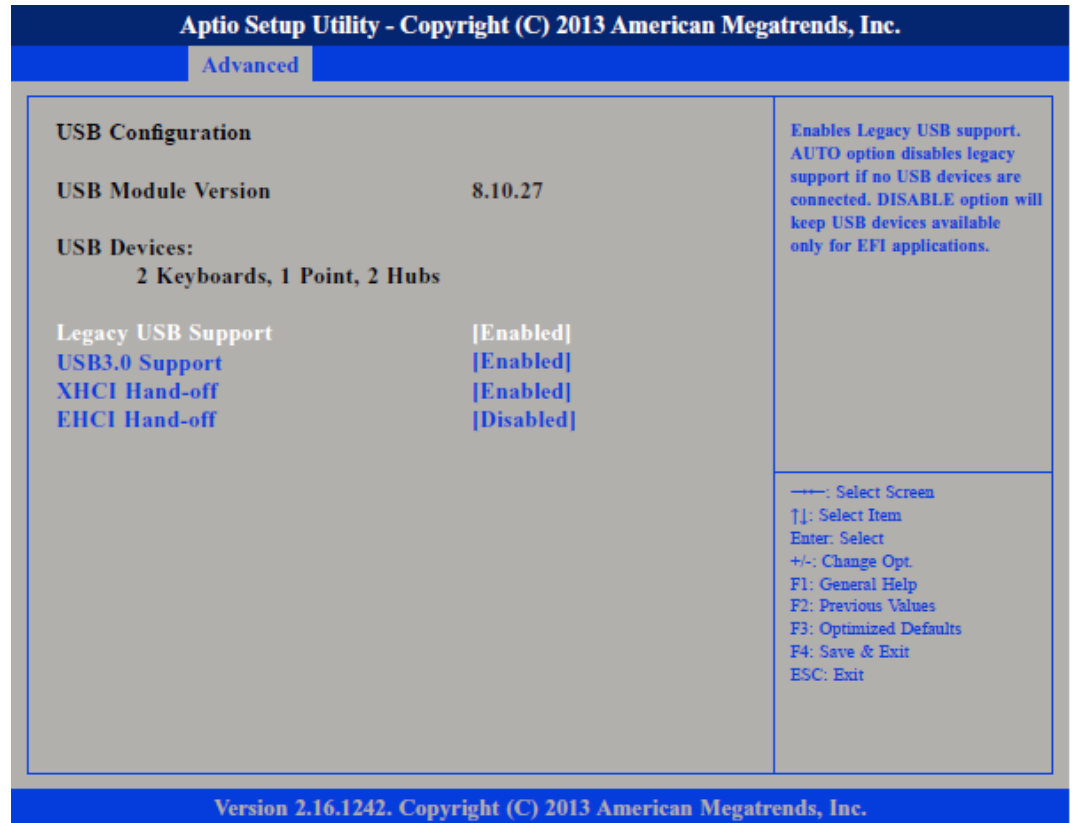 Aptio Setup Utility - Copyright (C) 2013 American Megatrends, Inc.
Advanced
USB Configuration
USB Module Version 8.10.27
USB Devices:
2 Keyboards, 1 Point, 2 Hubs
Legacy USB Support [Enabled]
USB3.0 Support [Enabled]
XHCI Hand-off [Enabled]
EHCI Hand-off [Disabled]
Enables Legacy USB support.
AUTO option disables legacy
support if no USB devices are
connected. DISABLE option will
keep USB devices available
only for EFI applications.
→←: Select Screen
↑↓: Select Item
Enter: Select
+/-: Change Opt.
F1: General Help
F2: Previous Values
F3: Optimized Defaults
F4: Save & Exit
ESC: Exit
Version 2.16.1242. Copyright (C) 2013 American Megatrends, Inc.